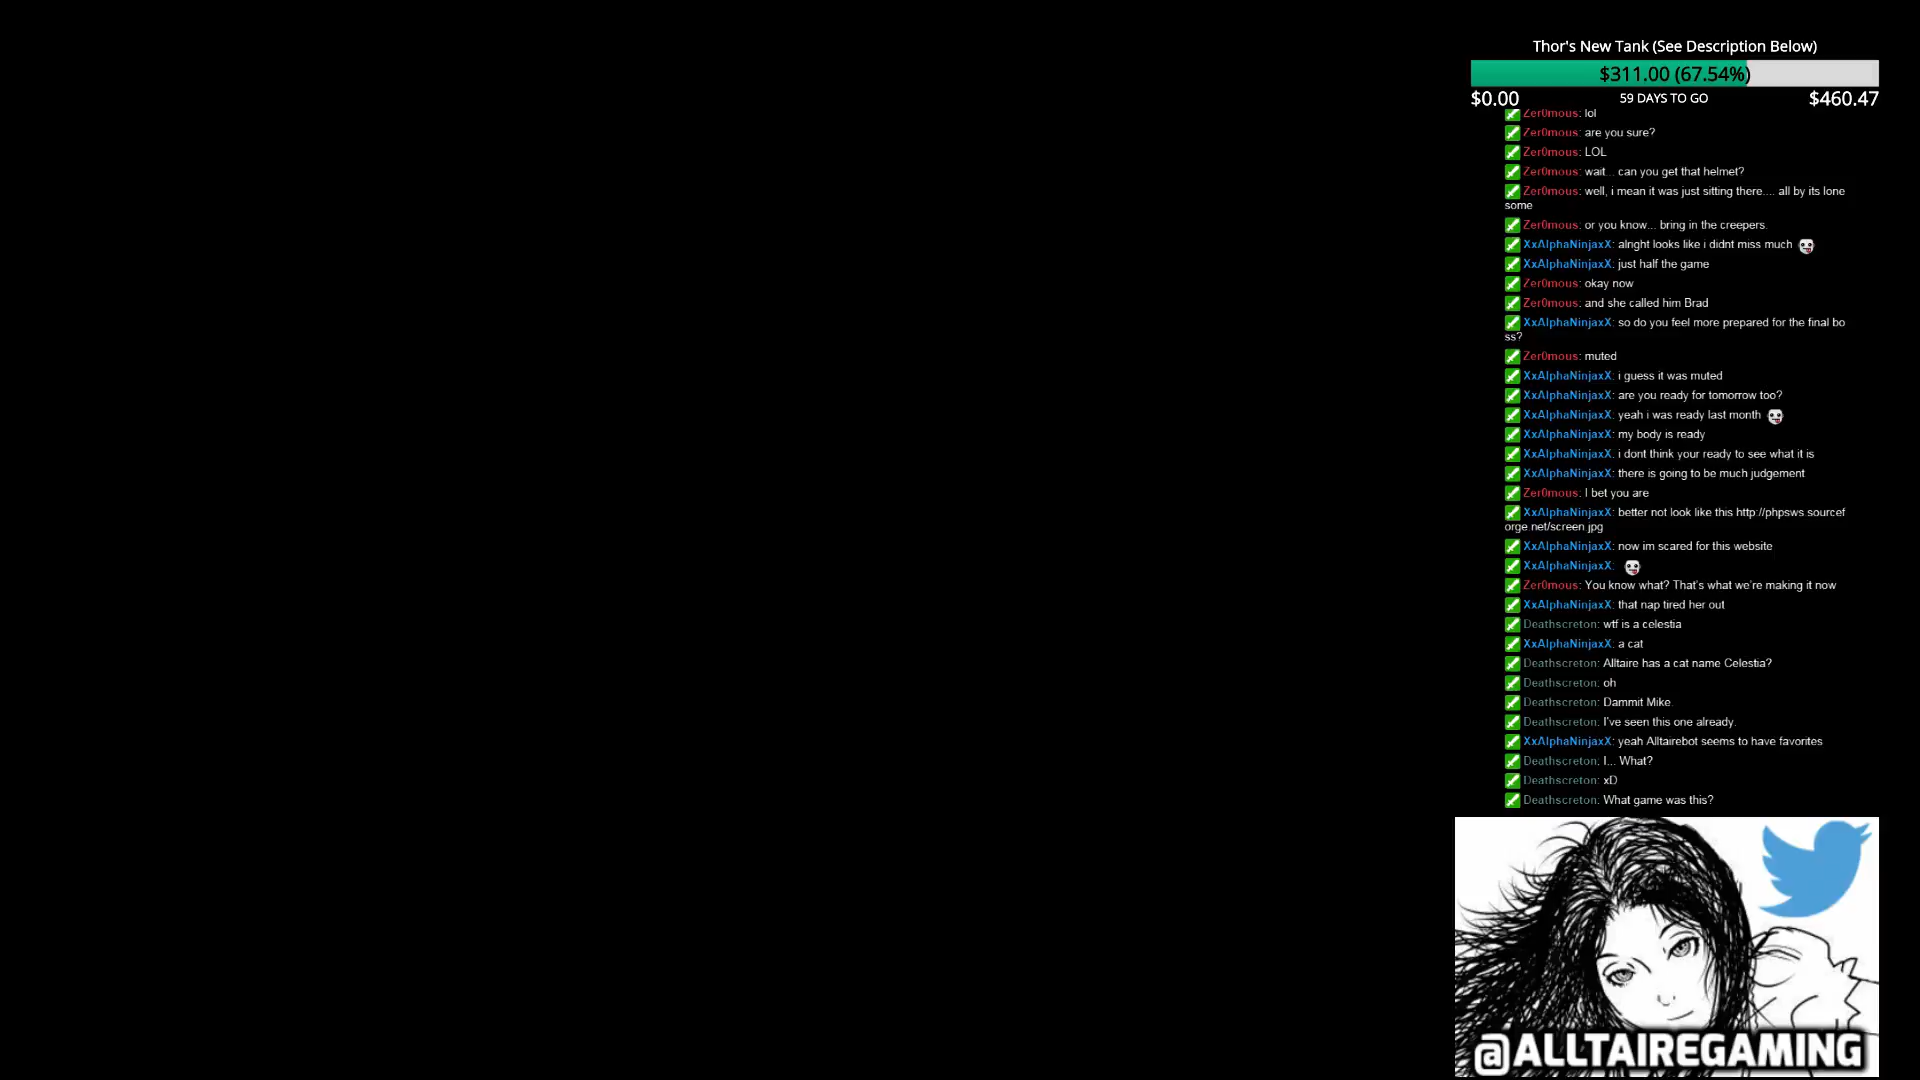 Thor's New Tank (See Description Below)
$311.00 (67.54%)
$0.00 59 DAYS TO GO $460.47
Zer0mous: lol
Zer0mous: are you sure?
Zer0mous: LOL
Zer0mous: wait... can you get that helmet?
Zer0mous: well, i mean it was just sitting there.... all by its lone
some
Zer0mous: or you know... bring in the creepers.
XxAlphaNinjaxX: alright looks like i didnt miss much
XxAlphaNinjaxX: just half the game
Zer0mous: okay now
Zer0mous: and she called him Brad
XxAlphaNinjaxX: so do you feel more prepared for the final bo
ss?
Zer0mous: muted
XxAlphaNinjaxX: i guess it was muted
XxAlphaNinjaxX: are you ready for tomorrow too?
XxAlphaNinjaxX: yeah i was ready last month
XxAlphaNinjaxX: my body is ready
XxAlphaNinjaxX: i dont think your ready to see what it is
XxAlphaNinjaxX: there is going to be much judgement
Zer0mous: I bet you are
XxAlphaNinjaxX: better not look like this http://phpsws.sourcef
orge.net/screen.jpg
XxAlphaNinjaxX: now im scared for this website
XxAlphaNinjaxX:
Zer0mous: You know what? That's what we're making it now
XxAlphaNinjaxX: that nap tired her out
Deathscreton: wtf is a celestia
XxAlphaNinjaxX: a cat
Deathscreton: Alltaire has a cat name Celestia?
Deathscreton: oh
Deathscreton: Dammit Mike.
Deathscreton: I've seen this one already.
XxAlphaNinjaxX: yeah Alltairebot seems to have favorites
Deathscreton: I... What?
Deathscreton: xD
Deathscreton: What game was this?
@ALLTAIREGAMING